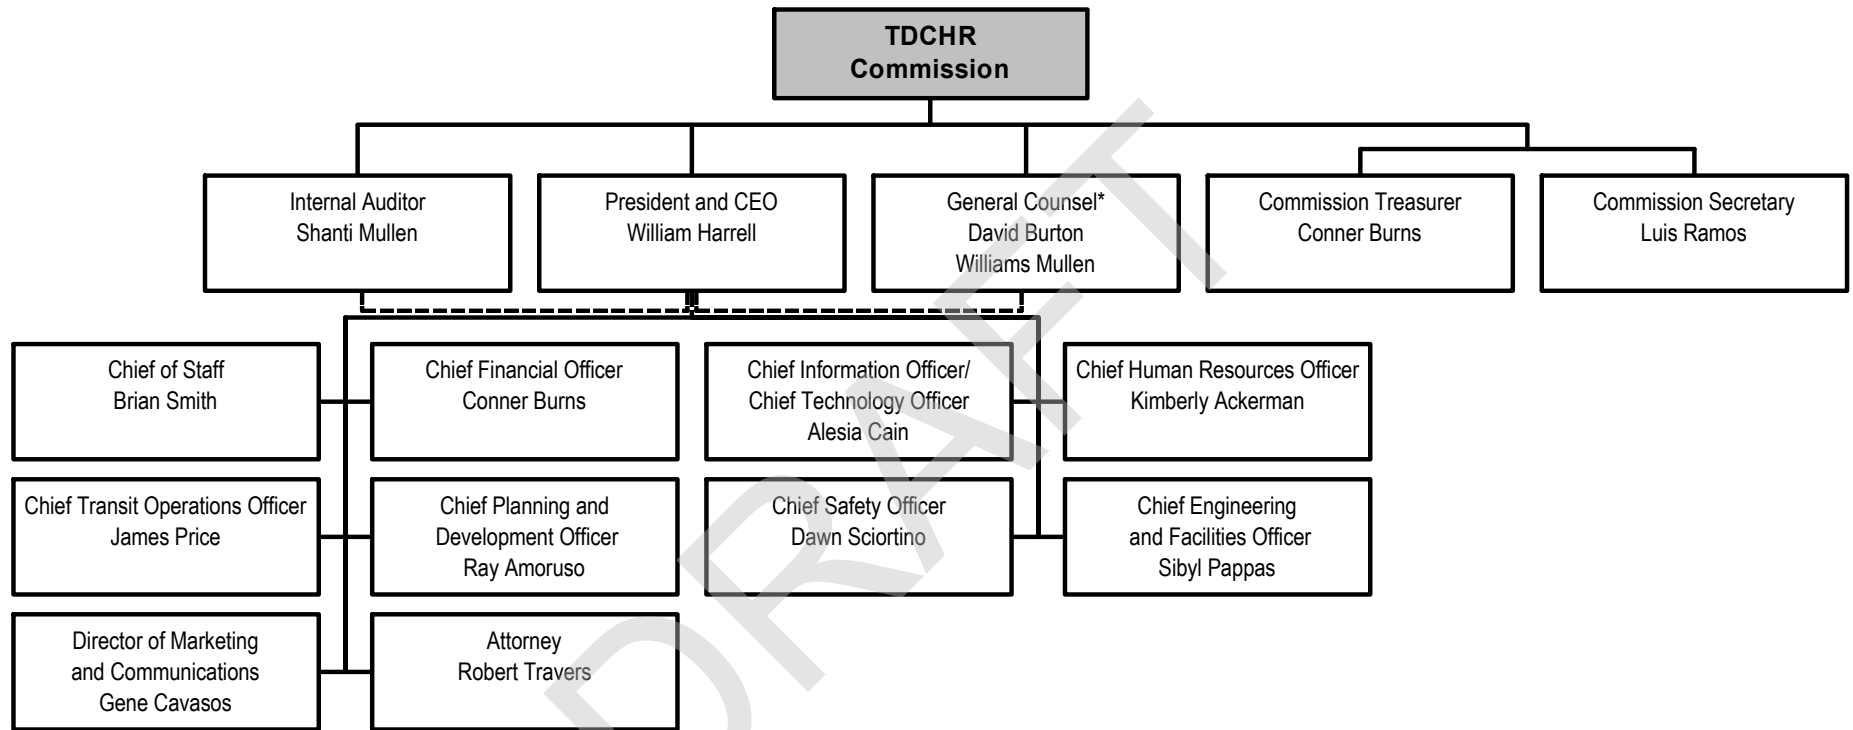 TDCHR
Commission
Internal Auditor
Shanti Mullen
President and CEO
William Harrell
General Counsel*
David Burton
Williams Mullen
Commission Treasurer
Conner Burns
Commission Secretary
Luis Ramos
Chief of Staff
Brian Smith
Chief Financial Officer
Conner Burns
Chief Information Officer/
Chief Technology Officer
Alesia Cain
Chief Human Resources Officer
Kimberly Ackerman
Chief Transit Operations Officer
James Price
Chief Planning and
Development Officer
Ray Amoruso
Chief Safety Officer
Dawn Sciortino
Chief Engineering
and Facilities Officer
Sibyl Pappas
Director of Marketing
and Communications
Gene Cavasos
Attorney
Robert Travers
DRAFT